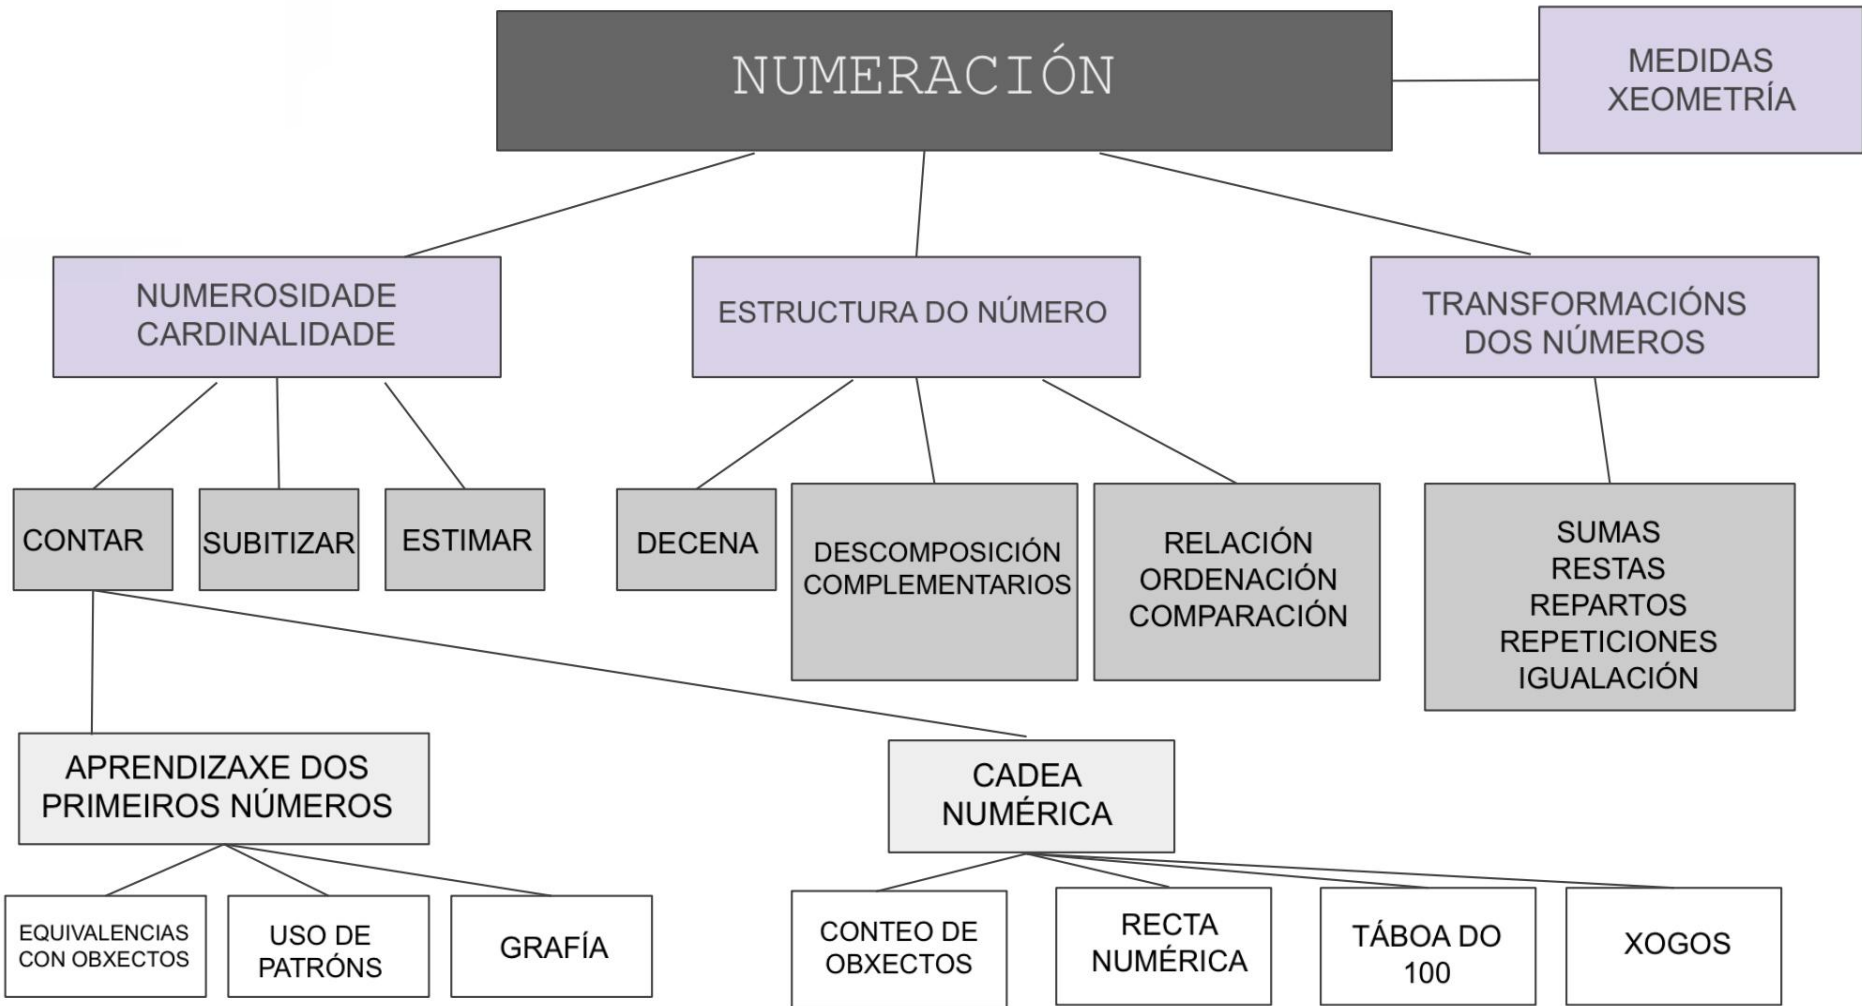 NUMERACIÓN
MEDIDAS
XEOMETRÍA
NUMEROSIDADE
CARDINALIDADE
ESTRUCTURA DO NÚMERO
TRANSFORMACIÓNS
DOS NÚMEROS
CONTAR
SUBITIZAR
ESTIMAR
DECENA
DESCOMPOSICIÓN
COMPLEMENTARIOS
RELACIÓN
ORDENACIÓN
COMPARACIÓN
SUMAS
RESTAS
REPARTOS
REPETICIONES
IGUALACIÓN
APRENDIZAXE DOS
PRIMEIROS NÚMEROS
CADEA
NUMÉRICA
EQUIVALENCIAS
CON OBXECTOS
USO DE
PATRÓNS
GRAFÍA
CONTEO DE
OBXECTOS
RECTA
NUMÉRICA
TÁBOA DO
100
XOGOS